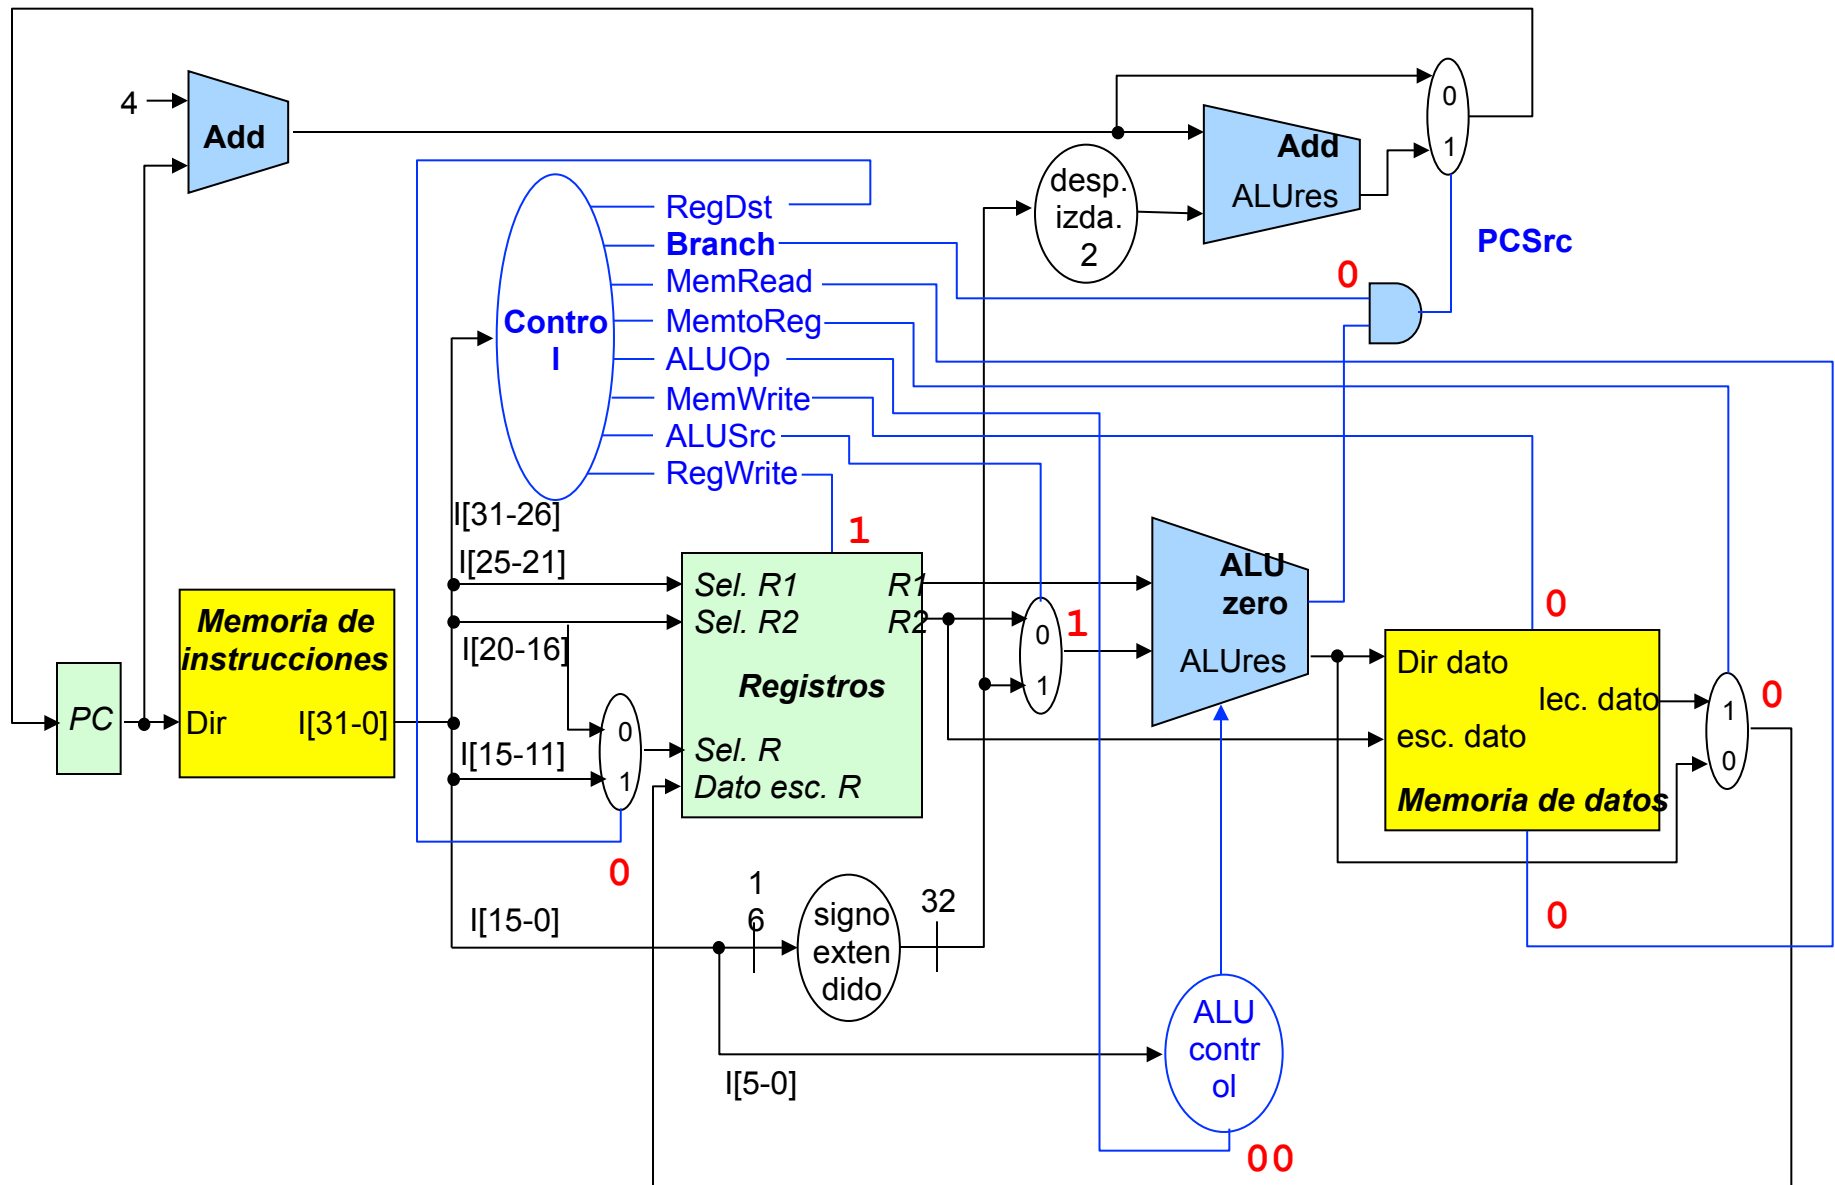 4
Add
0
1
desp.
izda.
2
Add
ALUres
PCSrc
0
Contro
l
RegDst
Branch
MemRead
MemtoReg
ALUOp
MemWrite
ALUSrc
RegWrite
1
I[31-26]
I[25-21]
I[20-16]
I[15-11]
I[15-0]
PC
Memoria de
instrucciones
Dir I[31-0]
0
1
0
Sel. R1 R1
Sel. R2 R2
Registros
Sel. R
Dato esc. R
0
1
1
ALU
zero
ALUres
0
Dir dato
lec. dato
esc. dato
Memoria de datos
0
1
0
0
1
6
signo
exten
dido
32
I[5-0]
ALU
contr
ol
00